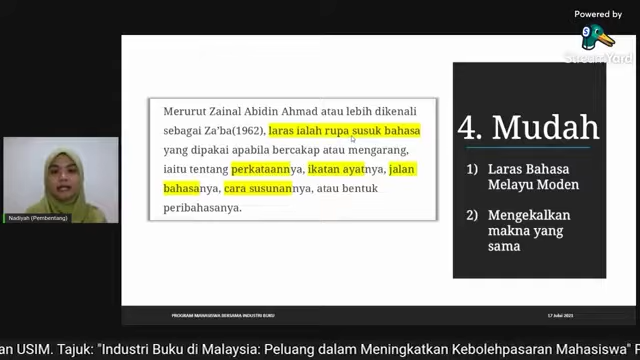 Powered by
StreamYard
Merurut Zainal Abidin Ahmad atau lebih dikenali
sebagai Za'ba(1962), laras ialah rupa susuk bahasa
yang dipakai apabila bercakap atau mengarang,
iaitu tentang perkataannya, ikatan ayatnya, jalan
bahasanya, cara susunannya, atau bentuk
peribahasanya.
4. Mudah
1) Laras Bahasa
Melayu Moden
2) Mengekalkan
makna yang
sama
Nadiyah (Pembentang)
PROGRAM MAHASISWA BERSAMA INDUSTRI BUKU
17 Julai 2021
an USIM. Tajuk: "Industri Buku di Malaysia: Peluang dalam Meningkatkan Kebolehpasaran Mahasiswa" P